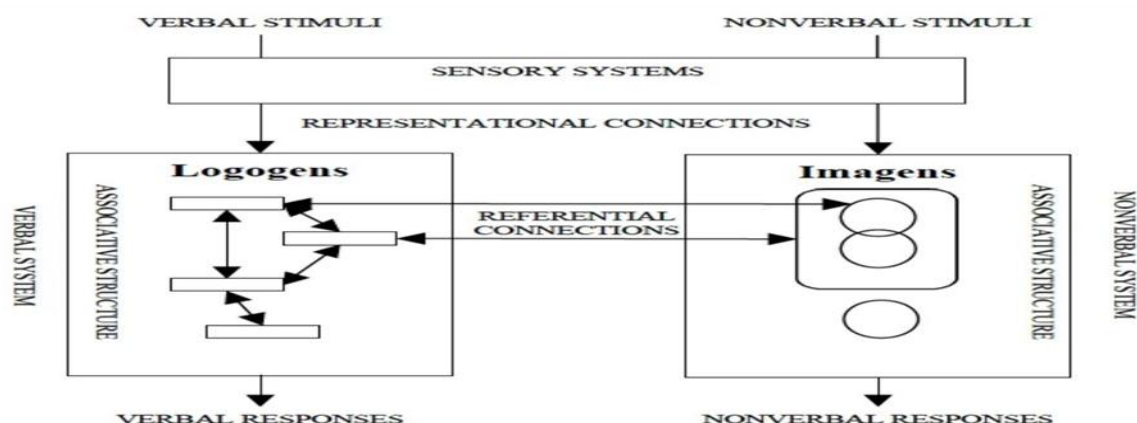 VERBAL STIMULI
NONVERBAL STIMULI
SENSORY SYSTEMS
REPRESENTATIONAL CONNECTIONS
Logogens
Imagens
VERBAL SYSTEM
ASSOCIATIVE STRUCTURE
REFERENTIAL
CONNECTIONS
ASSOCIATIVE STRUCTURE
NONVERBAL SYSTEM
VERBAL RESPONSES
NONVERBAL RESPONSES